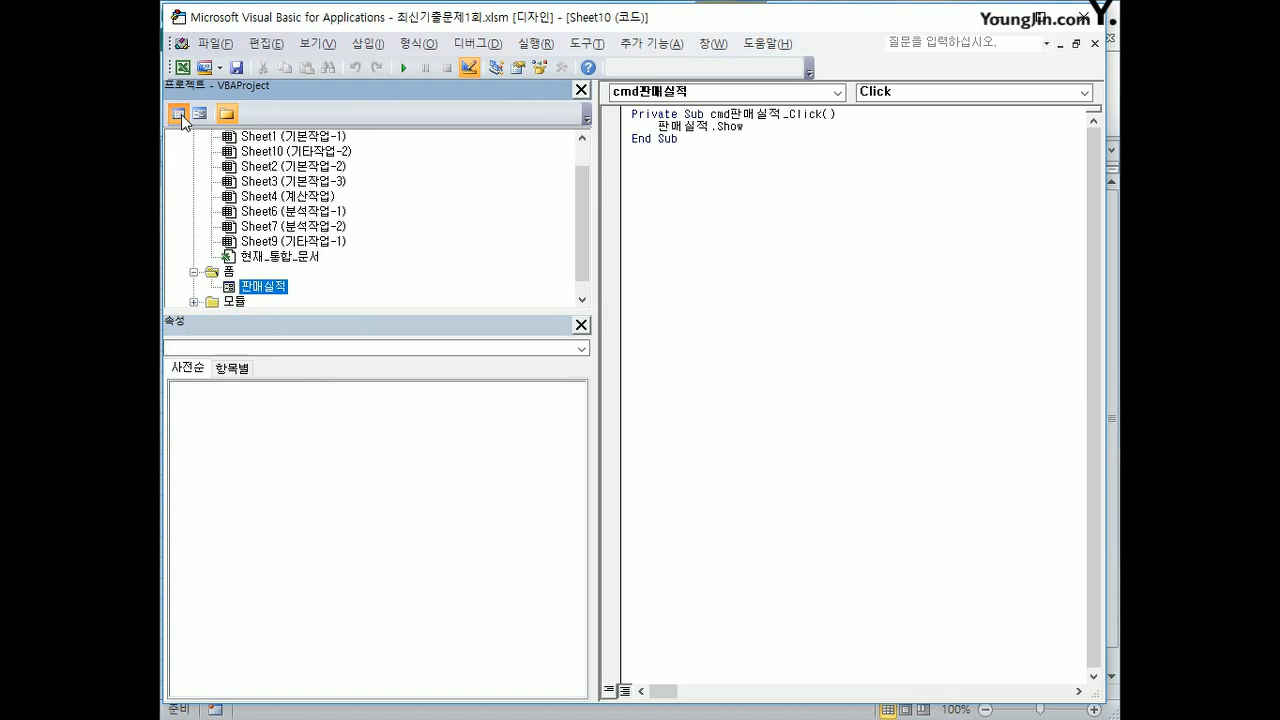 Microsoft Visual Basic for Applications - 최신기출문제1회.xlsm [디자인] - [Sheet10 (코드)]
YoungJin.com Y.
파일(F) 편집(E) 보기(V) 삽입(I) 형식(O) 디버그(D) 실행(R) 도구(T) 추가 기능(A) 창(W) 도움말(H) 질문을 입력하십시오.
프로젝트 - VBAProject
cmd판매실적 Click
Private Sub cmd판매실적_Click()
판매실적.Show
End Sub
Sheet1 (기본작업-1)
Sheet10 (기타작업-2)
Sheet2 (기본작업-2)
Sheet3 (기본작업-3)
Sheet4 (계산작업)
Sheet6 (분석작업-1)
Sheet7 (분석작업-2)
Sheet9 (기타작업-1)
현재_통합_문서
폼
판매실적
모듈
속성
사전순 항목별
준비 100%